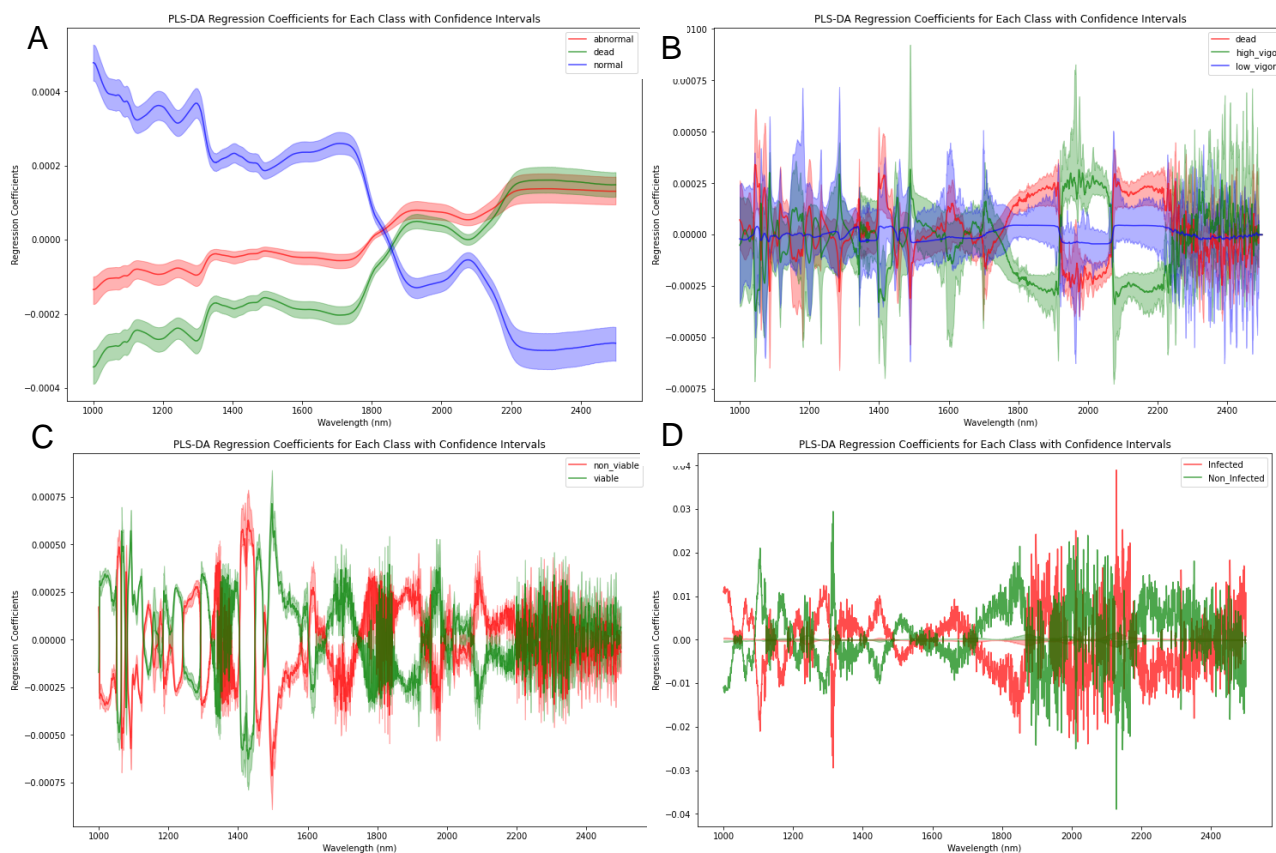 A
PLS-DA Regression Coefficients for Each Class with Confidence Intervals
abnormal
dead
normal
0.0004
0.0002
0.0000
−0.0002
−0.0004
Regression Coefficients
1000 1200 1400 1600 1800 2000 2200 2400
Wavelength (nm)
B
PLS-DA Regression Coefficients for Each Class with Confidence Intervals
dead
high_vigor
low_vigor
0.00075
0.00050
0.00025
0.00000
−0.00025
−0.00050
−0.00075
Regression Coefficients
1000 1200 1400 1600 1800 2000 2200 2400
Wavelength (nm)
C
PLS-DA Regression Coefficients for Each Class with Confidence Intervals
non_viable
viable
0.00075
0.00050
0.00025
0.00000
−0.00025
−0.00050
−0.00075
Regression Coefficients
1000 1200 1400 1600 1800 2000 2200 2400
Wavelength (nm)
D
PLS-DA Regression Coefficients for Each Class with Confidence Intervals
Infected
Non_Infected
0.04
0.03
0.02
0.01
0.00
−0.01
−0.02
−0.03
−0.04
Regression Coefficients
1000 1200 1400 1600 1800 2000 2200 2400
Wavelength (nm)